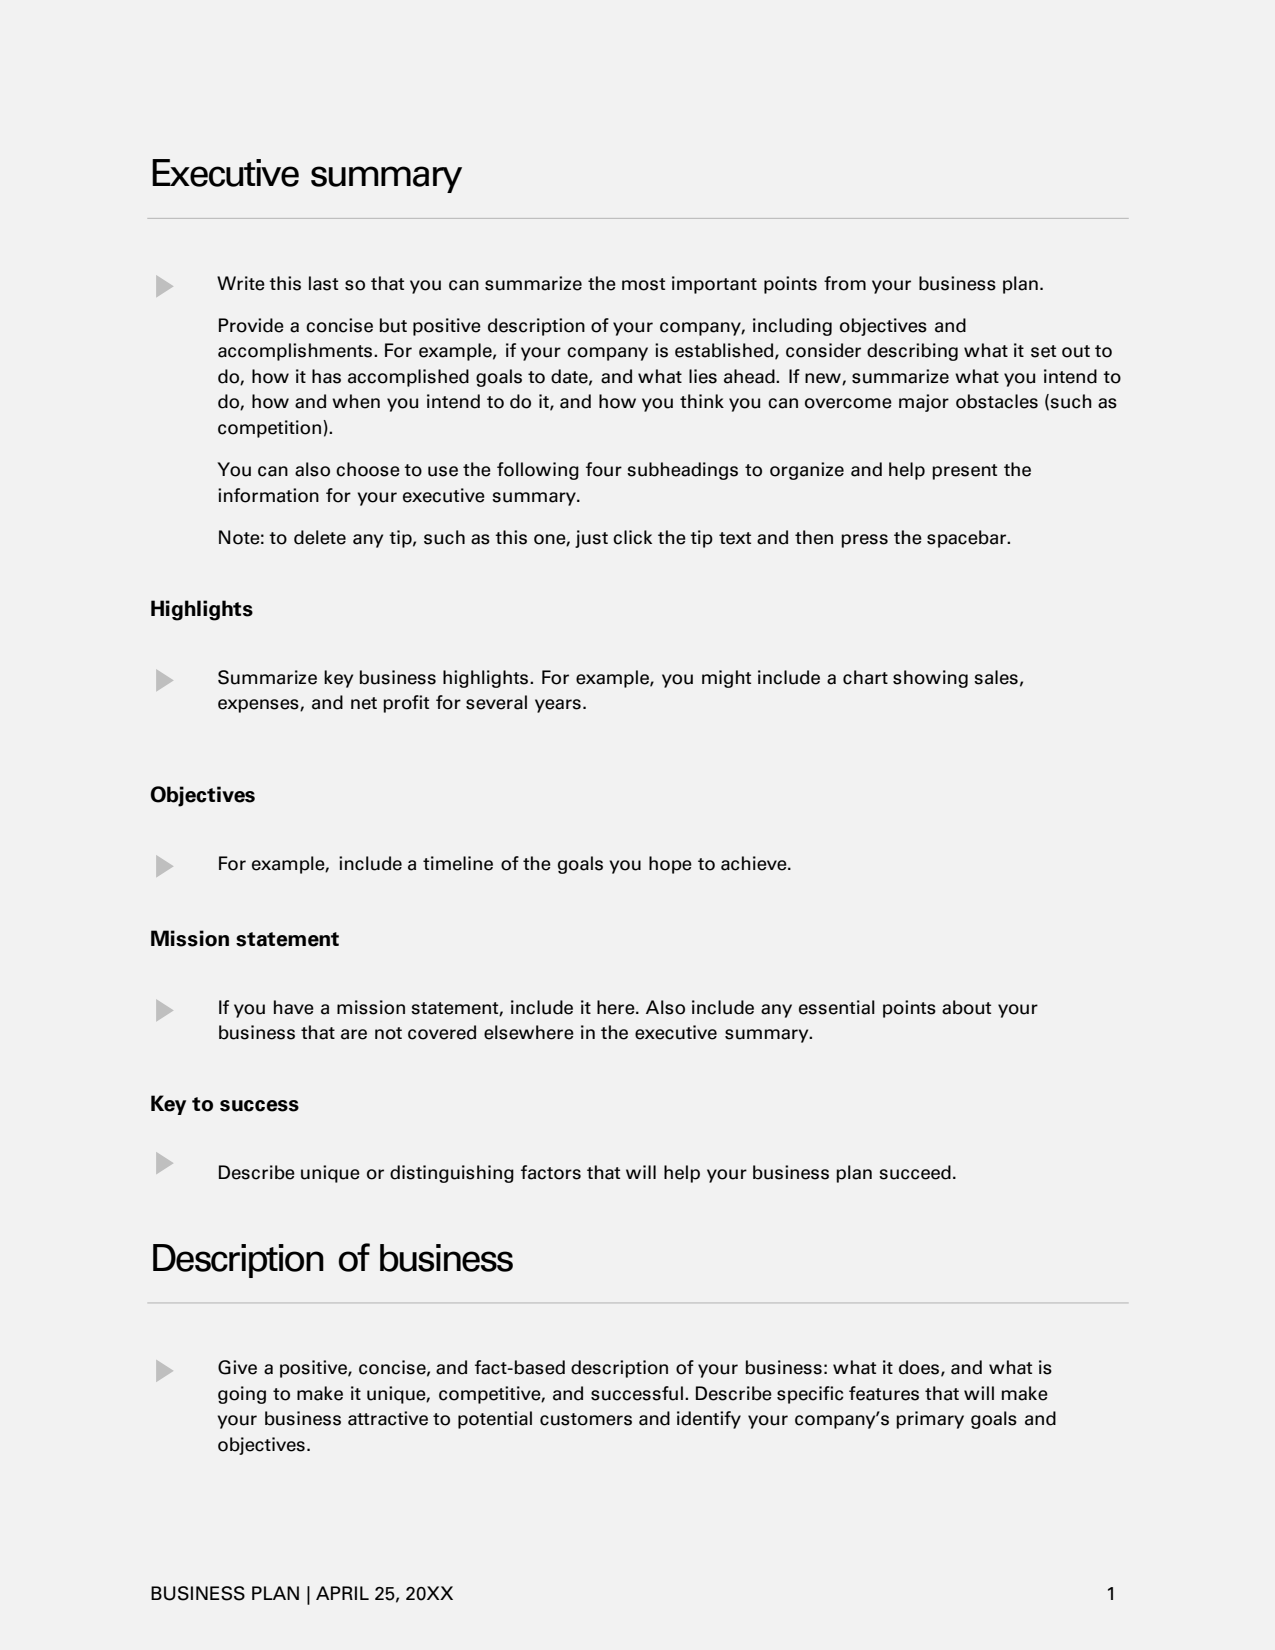 Executive summary
Write this last so that you can summarize the most important points from your business plan.
Provide a concise but positive description of your company, including objectives and
accomplishments. For example, if your company is established, consider describing what it set out to
do, how it has accomplished goals to date, and what lies ahead. If new, summarize what you intend to
do, how and when you intend to do it, and how you think you can overcome major obstacles (such as
competition).
You can also choose to use the following four subheadings to organize and help present the
information for your executive summary.
Note: to delete any tip, such as this one, just click the tip text and then press the spacebar.
Highlights
Summarize key business highlights. For example, you might include a chart showing sales,
expenses, and net profit for several years.
Objectives
For example, include a timeline of the goals you hope to achieve.
Mission statement
If you have a mission statement, include it here. Also include any essential points about your
business that are not covered elsewhere in the executive summary.
Key to success
Describe unique or distinguishing factors that will help your business plan succeed.
Description of business
Give a positive, concise, and fact-based description of your business: what it does, and what is
going to make it unique, competitive, and successful. Describe specific features that will make
your business attractive to potential customers and identify your company’s primary goals and
objectives.
BUSINESS PLAN | APRIL 25, 20XX 1